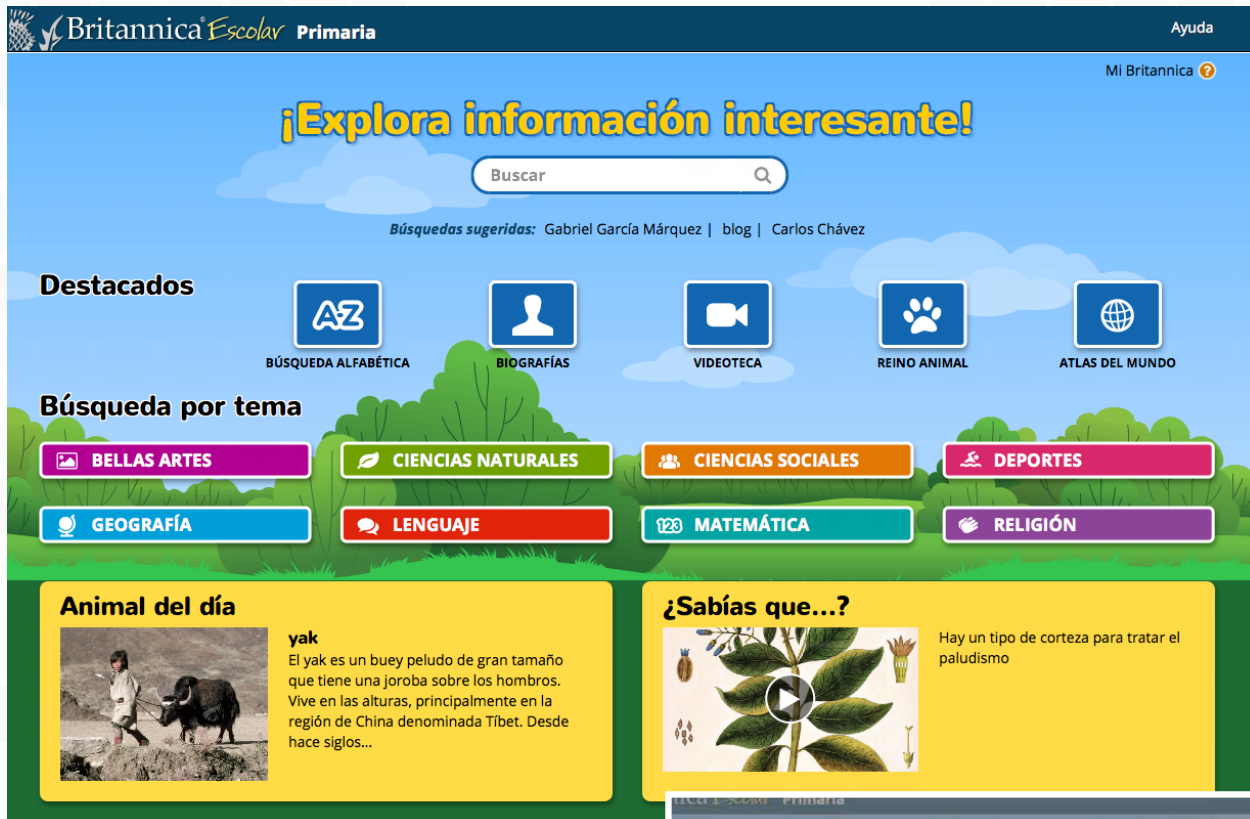 Britannica Escolar Primaria
Ayuda
Mi Britannica ?
¡Explora información interesante!
Buscar
Búsquedas sugeridas: Gabriel García Márquez | blog | Carlos Chávez
Destacados
A-Z
BÚSQUEDA ALFABÉTICA
BIOGRAFÍAS
VIDEOTECA
REINO ANIMAL
ATLAS DEL MUNDO
Búsqueda por tema
BELLAS ARTES
CIENCIAS NATURALES
CIENCIAS SOCIALES
DEPORTES
GEOGRAFÍA
LENGUAJE
123 MATEMÁTICA
RELIGIÓN
Animal del día
yak
El yak es un buey peludo de gran tamaño
que tiene una joroba sobre los hombros.
Vive en las alturas, principalmente en la
región de China denominada Tíbet. Desde
hace siglos...
¿Sabías que...?
Hay un tipo de corteza para tratar el
paludismo
Primaria